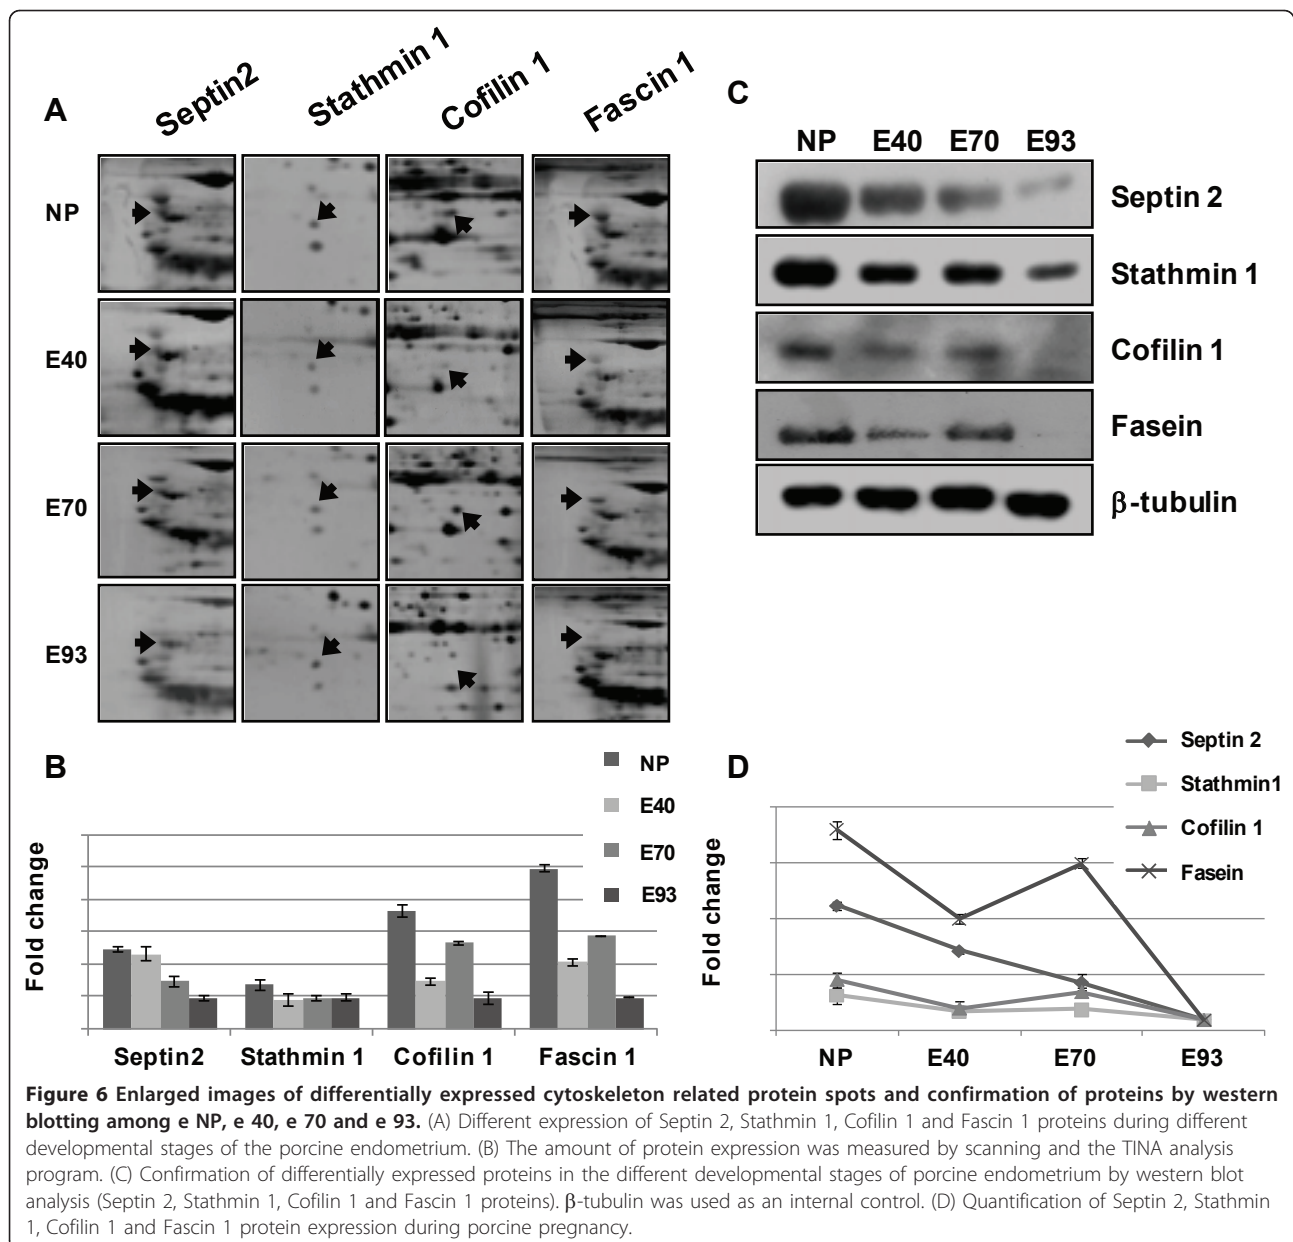 A
Septin2
Stathmin 1
Cofilin 1
Fascin 1
NP
E40
E70
E93
C
NP E40 E70 E93
Septin 2
Stathmin 1
Cofilin 1
Fasein
β-tubulin
B
Fold change
NP
E40
E70
E93
Septin2 Stathmin 1 Cofilin 1 Fascin 1
D
Fold change
Septin 2
Stathmin1
Cofilin 1
Fasein
NP E40 E70 E93
Figure 6 Enlarged images of differentially expressed cytoskeleton related protein spots and confirmation of proteins by western
blotting among e NP, e 40, e 70 and e 93. (A) Different expression of Septin 2, Stathmin 1, Cofilin 1 and Fascin 1 proteins during different
developmental stages of the porcine endometrium. (B) The amount of protein expression was measured by scanning and the TINA analysis
program. (C) Confirmation of differentially expressed proteins in the different developmental stages of porcine endometrium by western blot
analysis (Septin 2, Stathmin 1, Cofilin 1 and Fascin 1 proteins). β-tubulin was used as an internal control. (D) Quantification of Septin 2, Stathmin
1, Cofilin 1 and Fascin 1 protein expression during porcine pregnancy.